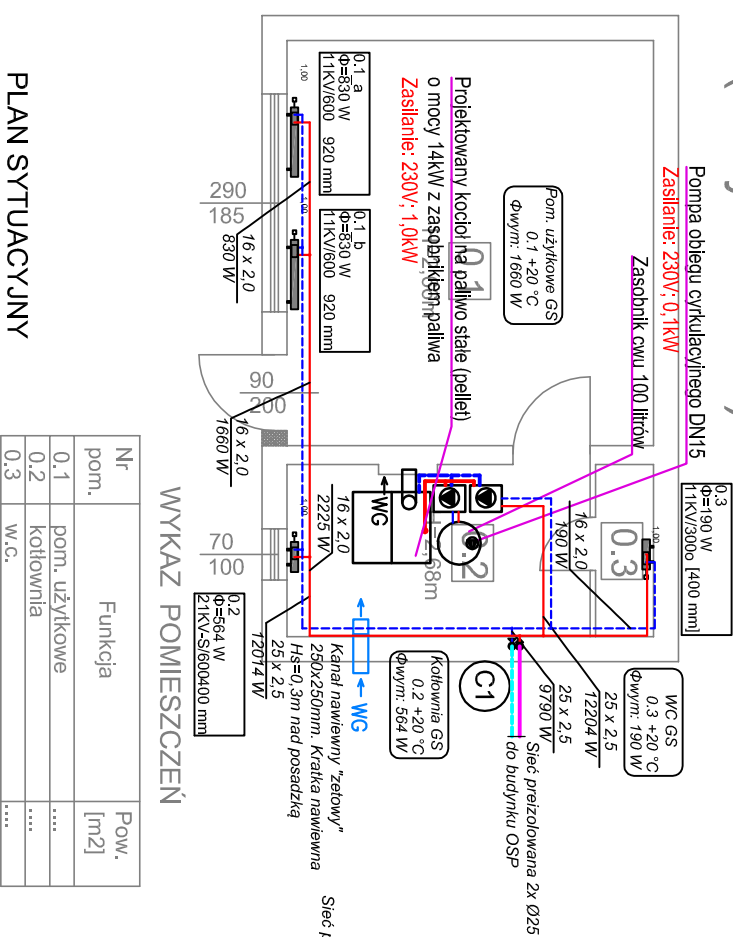 Pompa obiegu cyrkulacyjnego DN15
Zasilanie: 230V; 0,1kW
Zasobnik cwu 100 litrów
Projektowany kocioł na paliwo stałe (pellet)
o mocy 14kW z zasobnikiem paliwa
Zasilanie: 230V; 1,0kW
Pom. użytkowe GS
0.1 +20 °C
Φwym: 1660 W
0.1
0.1_a
Φ=830 W
11KV/600 920 mm
0.1_b
Φ=830 W
11KV/600 920 mm
1,00
290
185
16 x 2,0
830 W
90
200
16 x 2,0
1660 W
0.3
Φ=190 W
11KV/300o [400 mm]
1,00
0.3
16 x 2,0
190 W
0.2
WG
16 x 2,0
2225 W
70
100
0.2
Φ=564 W
21KV-S/600400 mm
25 x 2,5
12014 W
WC GS
0.3 +20 °C
Φwym: 190 W
25 x 2,5
12204 W
25 x 2,5
9790 W
C1
Kotłownia GS
0.2 +20 °C
Φwym: 564 W
WG
Sieć preizolowana 2x Ø25
do budynku OSP
Kanał nawiewny "zetowy"
250x250mm. Kratka nawiewna
Hs=0,3m nad posadzką
Sieć
WYKAZ POMIESZCZEŃ
Nr pom. Funkcja Pow. [m2]
0.1 pom. użytkowe ....
0.2 kotłownia ....
0.3 w.c. ....
PLAN SYTUACYJNY